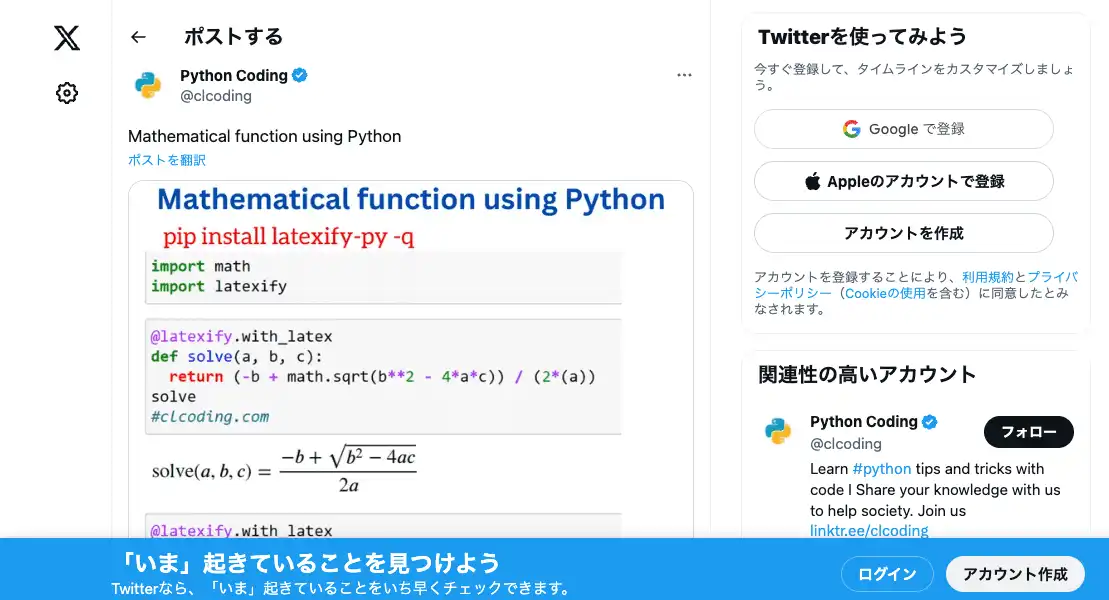 ポストする
Python Coding
@clcoding
Mathematical function using Python
ポストを翻訳
Mathematical function using Python
pip install latexify-py -q
import math
import latexify
@latexify.with_latex
def solve(a, b, c):
  return (-b + math.sqrt(b**2 - 4*a*c)) / (2*(a))
solve
#clcoding.com
solve(a, b, c) = \frac{-b + \sqrt{b^2 - 4ac}}{2a}
@latexify.with_latex
Twitterを使ってみよう
今すぐ登録して、タイムラインをカスタマイズしましょ
う。
Google で登録
Appleのアカウントで登録
アカウントを作成
アカウントを登録することにより、利用規約とプライバ
シーポリシー（Cookieの使用を含む）に同意したとみ
なされます。
関連性の高いアカウント
Python Coding
@clcoding
フォロー
Learn #python tips and tricks with
code I Share your knowledge with us
to help society. Join us
linktr.ee/clcoding
「いま」起きていることを見つけよう
Twitterなら、「いま」起きていることをいち早くチェックできます。
ログイン
アカウント作成